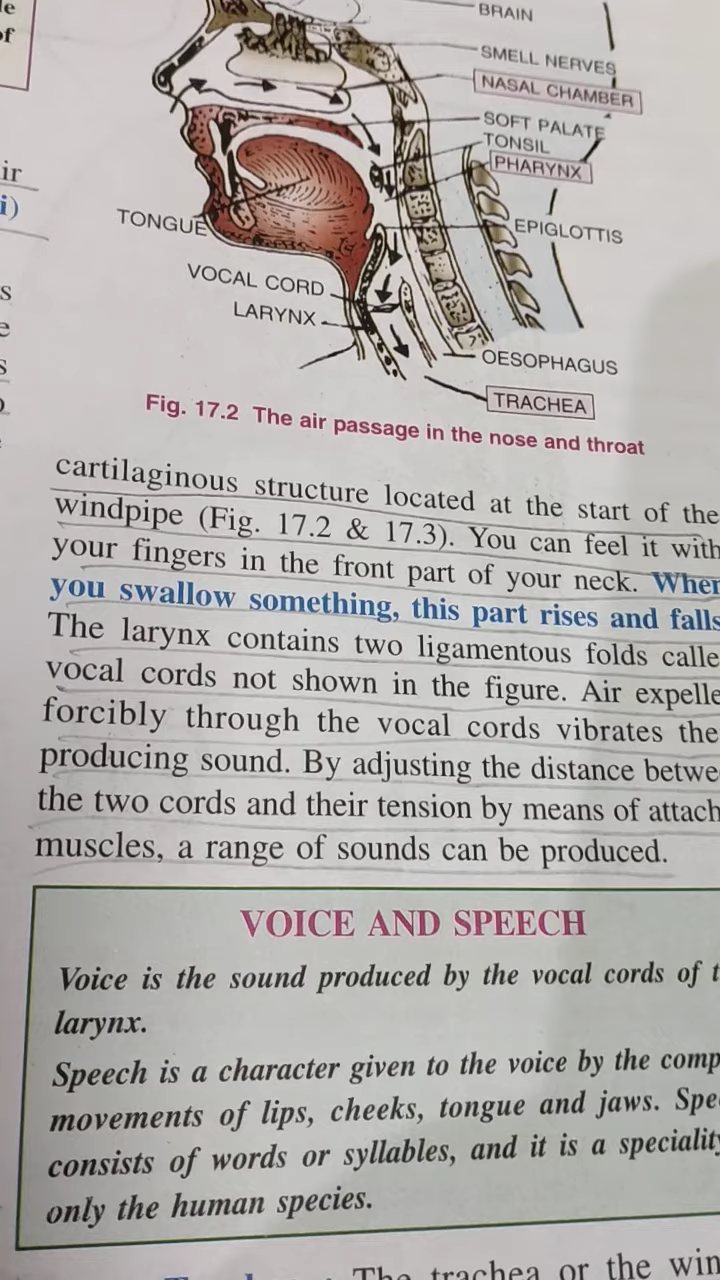 le
of
ir
i)
s
e
s
BRAIN
SMELL NERVES
NASAL CHAMBER
SOFT PALATE
TONSIL
PHARYNX
TONGUE
EPIGLOTTIS
VOCAL CORD
LARYNX
OESOPHAGUS
TRACHEA
Fig. 17.2 The air passage in the nose and throat
cartilaginous structure located at the start of the
windpipe (Fig. 17.2 & 17.3). You can feel it with
your fingers in the front part of your neck. When
you swallow something, this part rises and falls
The larynx contains two ligamentous folds calle
vocal cords not shown in the figure. Air expelle
forcibly through the vocal cords vibrates the
producing sound. By adjusting the distance betwe
the two cords and their tension by means of attach
muscles, a range of sounds can be produced.
VOICE AND SPEECH
Voice is the sound produced by the vocal cords of t
larynx.
Speech is a character given to the voice by the comp
movements of lips, cheeks, tongue and jaws. Spe
consists of words or syllables, and it is a speciality
only the human species.
The trachea or the win